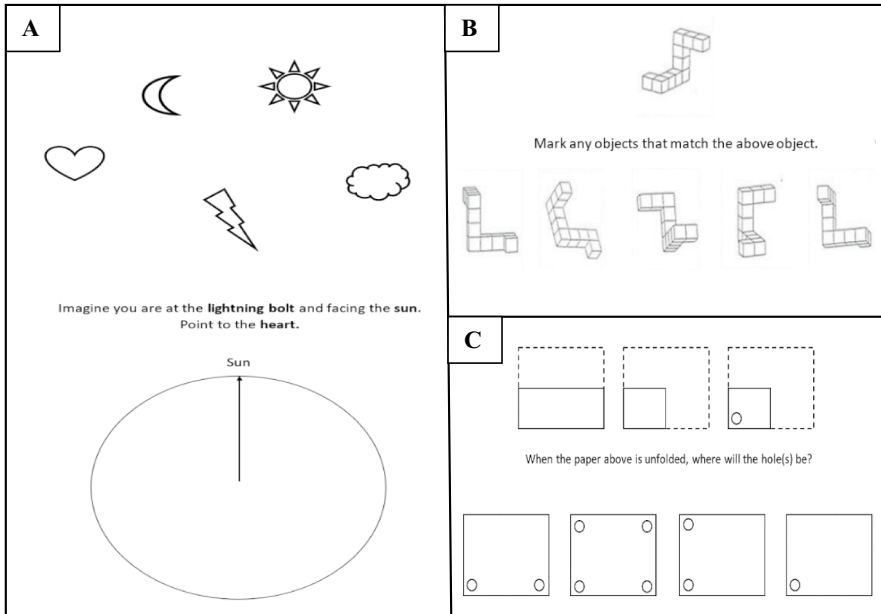 A
Imagine you are at the lightning bolt and facing the sun.
Point to the heart.
Sun
B
Mark any objects that match the above object.
C
When the paper above is unfolded, where will the hole(s) be?